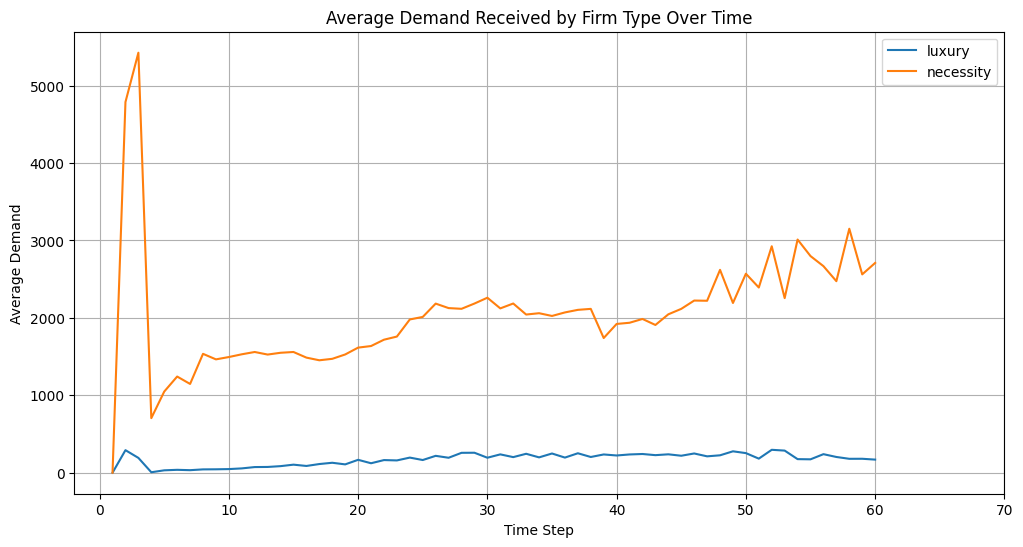 Average Demand Received by Firm Type Over Time
luxury
necessity
Average Demand
5000
4000
3000
2000
1000
0
0 10 20 30 40 50 60 70
Time Step